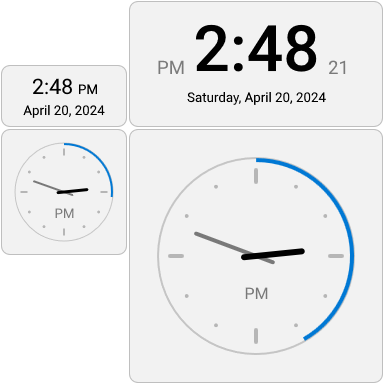 PM 2:48 21
Saturday, April 20, 2024
2:48 PM
April 20, 2024
PM
PM